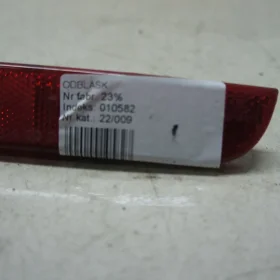 ODBLASK
Nr fabr. 23%
Indeks: 010582
Nr kat.: 22/009